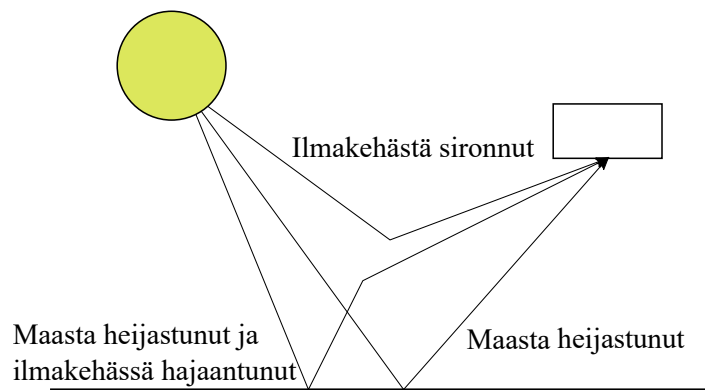 Ilmakehästä sironnut
Maasta heijastunut ja
ilmakehässä hajaantunut
Maasta heijastunut